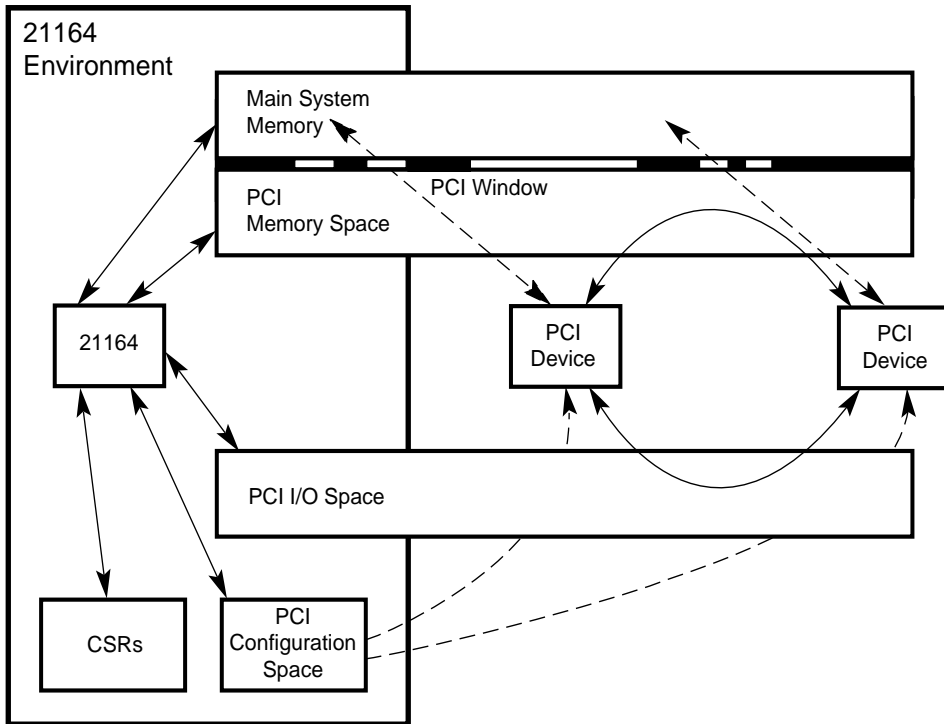 21164
Environment
Main System
Memory
PCI Window
PCI
Memory Space
21164
PCI
Device
PCI
Device
PCI I/O Space
CSRs
PCI
Configuration
Space